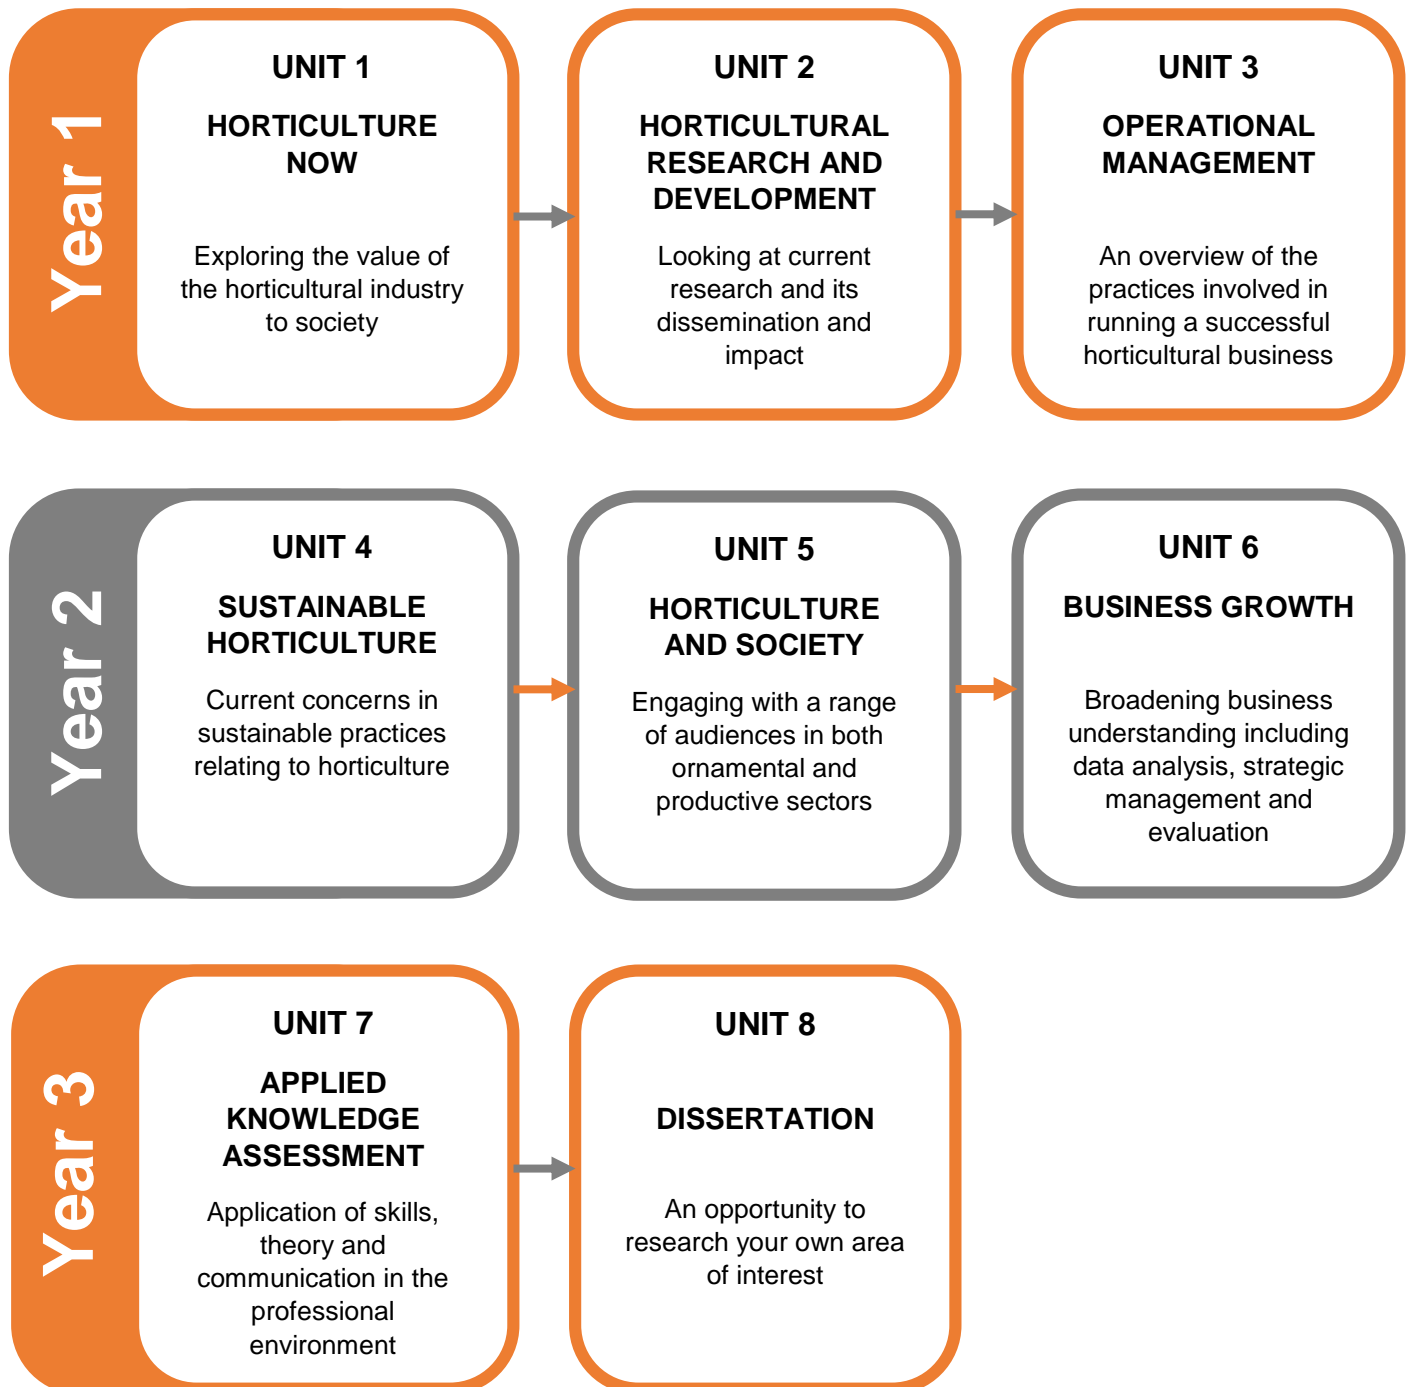 Year 1
UNIT 1
HORTICULTURE
NOW
Exploring the value of
the horticultural industry
to society
UNIT 2
HORTICULTURAL
RESEARCH AND
DEVELOPMENT
Looking at current
research and its
dissemination and
impact
UNIT 3
OPERATIONAL
MANAGEMENT
An overview of the
practices involved in
running a successful
horticultural business
Year 2
UNIT 4
SUSTAINABLE
HORTICULTURE
Current concerns in
sustainable practices
relating to horticulture
UNIT 5
HORTICULTURE
AND SOCIETY
Engaging with a range
of audiences in both
ornamental and
productive sectors
UNIT 6
BUSINESS GROWTH
Broadening business
understanding including
data analysis, strategic
management and
evaluation
Year 3
UNIT 7
APPLIED
KNOWLEDGE
ASSESSMENT
Application of skills,
theory and
communication in the
professional
environment
UNIT 8
DISSERTATION
An opportunity to
research your own area
of interest